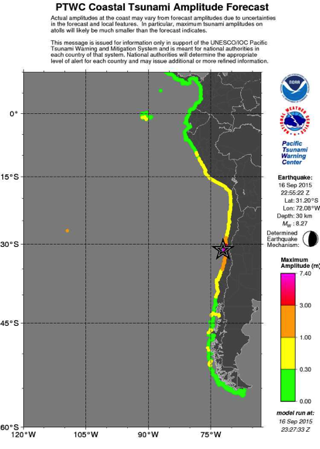 PTWC Coastal Tsunami Amplitude Forecast
Actual amplitudes at the coast may vary from forecast amplitudes due to uncertainties
in the forecast and local features. In particular, maximum tsunami amplitudes on
atolls will likely be much smaller than the forecast indicates.
This message is issued for information only in support of the UNESCO/IOC Pacific
Tsunami Warning and Mitigation System and is meant for national authorities in
each country of that system. National authorities will determine the appropriate
level of alert for each country and may issue additional or more refined information.
NOAA
Pacific
Tsunami
Warning
Center
Earthquake:
16 Sep 2015
22:55:22 Z
Lat: 31.20°S
Lon: 72.08°W
Depth: 30 km
Mw : 8.27
Determined
Earthquake
Mechanism:
Maximum
Amplitude (m)
7.40
3.00
1.00
0.30
0.00
model run at:
16 Sep 2015
23:27:33 Z
0°
15°S
30°S
45°S
60°S
120°W
105°W
90°W
75°W